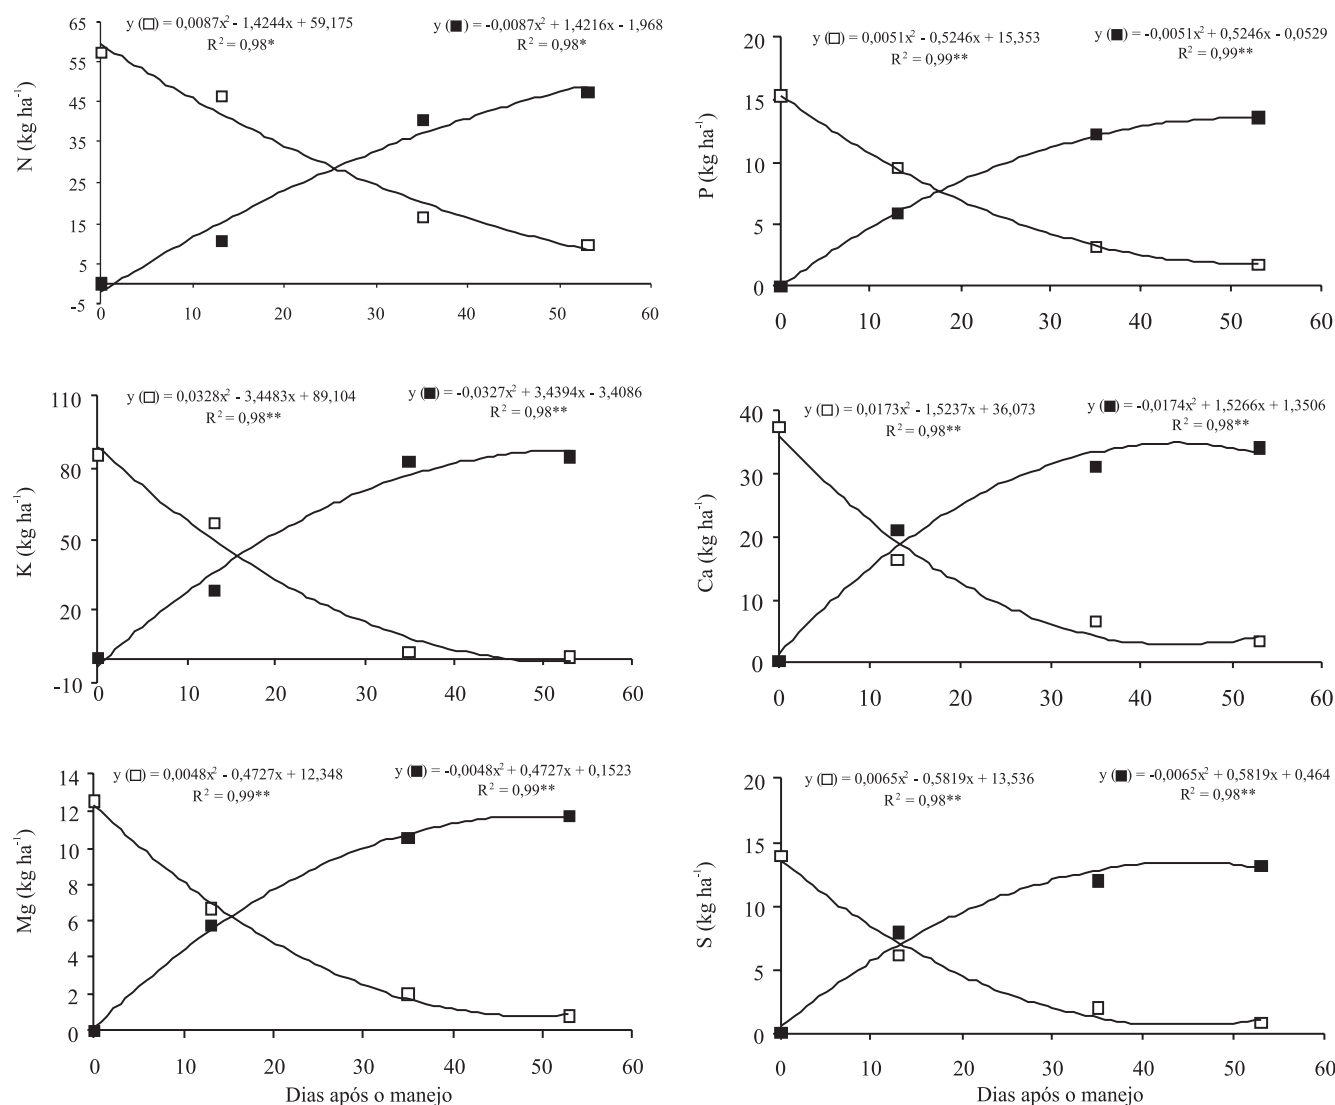 y (□) = 0,0087x² - 1,4244x + 59,175
R² = 0,98*
y (■) = -0,0087x² + 1,4216x - 1,968
R² = 0,98*
N (kg ha⁻¹)
65
55
45
35
25
15
5
-5
0 10 20 30 40 50 60
y (□) = 0,0051x² - 0,5246x + 15,353
R² = 0,99**
y (■) = -0,0051x² + 0,5246x - 0,0529
R² = 0,99**
P (kg ha⁻¹)
20
15
10
5
0
0 10 20 30 40 50 60
y (□) = 0,0328x² - 3,4483x + 89,104
R² = 0,98**
y (■) = -0,0327x² + 3,4394x - 3,4086
R² = 0,98**
K (kg ha⁻¹)
110
80
50
20
-10
0 10 20 30 40 50 60
y (□) = 0,0173x² - 1,5237x + 36,073
R² = 0,98**
y (■) = -0,0174x² + 1,5266x + 1,3506
R² = 0,98**
Ca (kg ha⁻¹)
40
30
20
10
0
0 10 20 30 40 50 60
y (□) = 0,0048x² - 0,4727x + 12,348
R² = 0,99**
y (■) = -0,0048x² + 0,4727x + 0,1523
R² = 0,99**
Mg (kg ha⁻¹)
14
12
10
8
6
4
2
0
0 10 20 30 40 50 60
Dias após o manejo
y (□) = 0,0065x² - 0,5819x + 13,536
R² = 0,98**
y (■) = -0,0065x² + 0,5819x + 0,464
R² = 0,98**
S (kg ha⁻¹)
20
15
10
5
0
0 10 20 30 40 50 60
Dias após o manejo